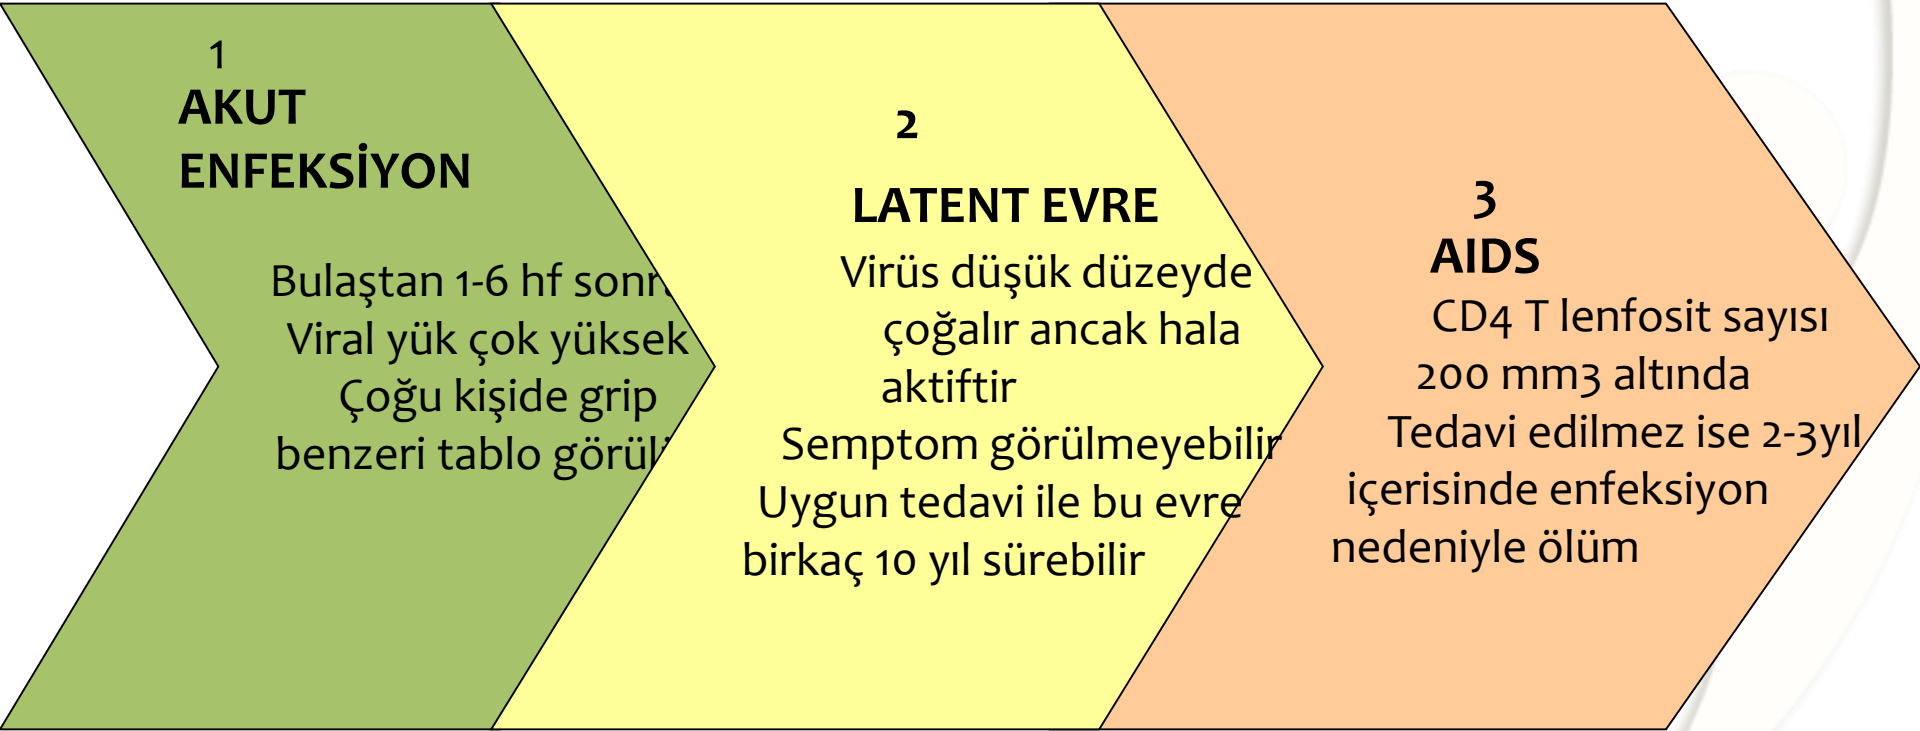 1
AKUT
ENFEKSİYON
Bulaştan 1-6 hf
Viral yük çok yüksek
Çoğu kişide grip
benzeri tablo
2
LATENT EVRE
Virüs düşük düzeyde
çoğalır ancak hala
aktiftir
Semptom görülmeyebilir
Uygun tedavi ile bu evre
birkaç 10 yıl sürebilir
3
AIDS
CD4 T lenfosit sayısı
200 mm3 altında
Tedavi edilmez ise 2-3yıl
içerisinde enfeksiyon
nedeniyle ölüm